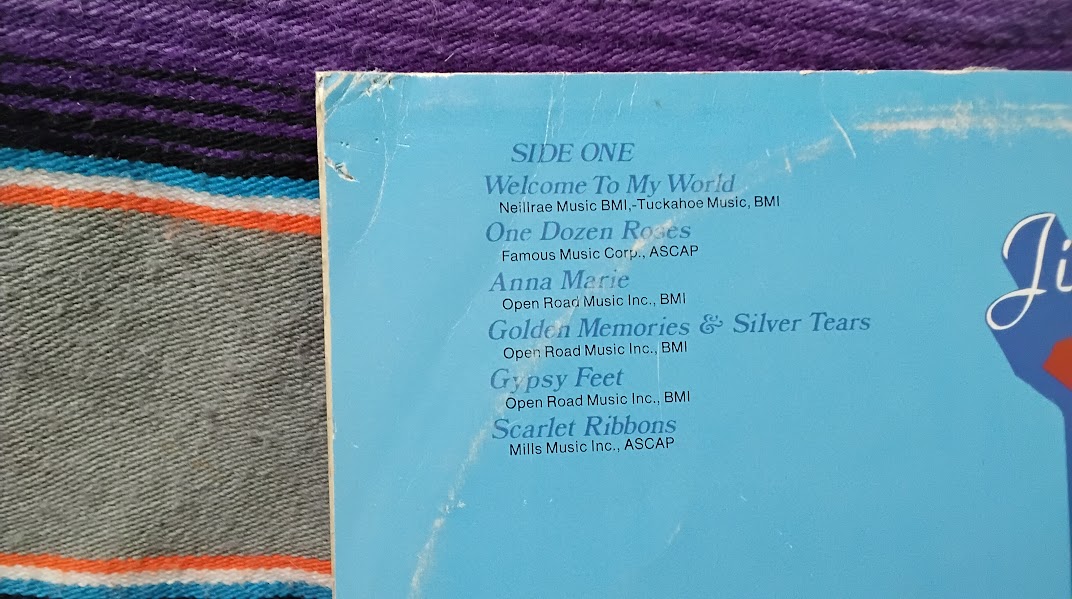 SIDE ONE
Welcome To My World
Neillrae Music BMI,-Tuckahoe Music, BMI
One Dozen Roses
Famous Music Corp., ASCAP
Anna Marie
Open Road Music Inc., BMI
Golden Memories & Silver Tears
Open Road Music Inc., BMI
Gypsy Feet
Open Road Music Inc., BMI
Scarlet Ribbons
Mills Music Inc., ASCAP
Ji